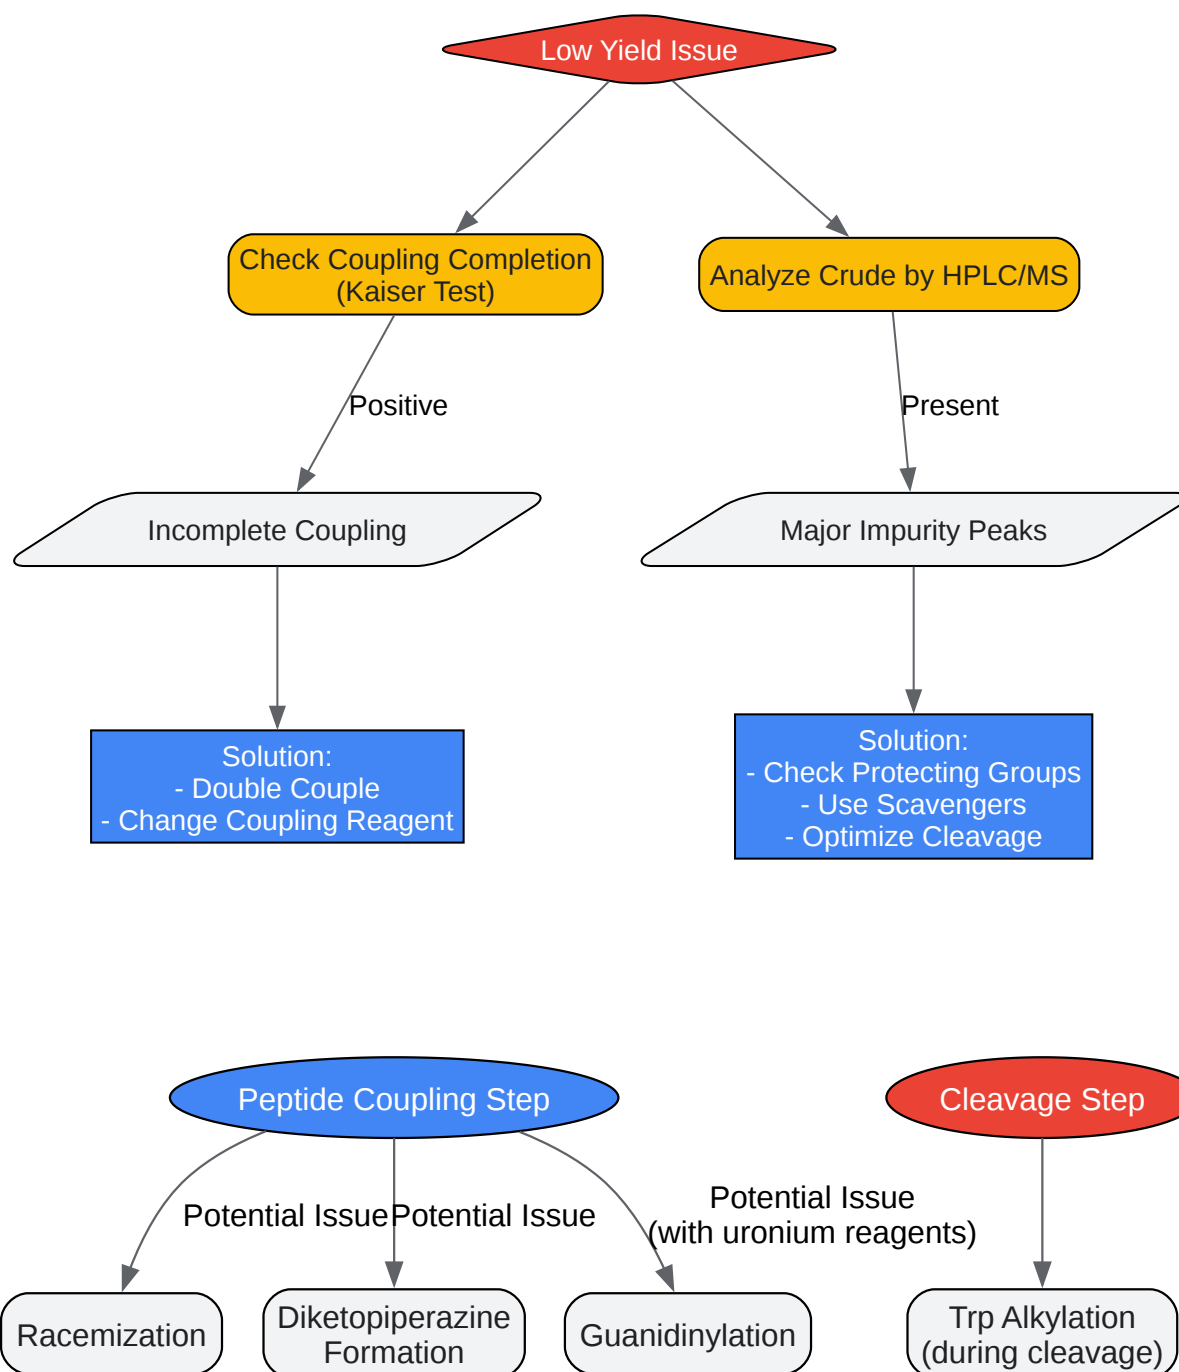 Low Yield Issue
Check Coupling Completion
(Kaiser Test)
Analyze Crude by HPLC/MS
Positive
Present
Incomplete Coupling
Major Impurity Peaks
Solution:
- Double Couple
- Change Coupling Reagent
Solution:
- Check Protecting Groups
- Use Scavengers
- Optimize Cleavage
Peptide Coupling Step
Cleavage Step
Potential Issue
Potential Issue
Potential Issue
(with uronium reagents)
Racemization
Diketopiperazine
Formation
Guanidinylation
Trp Alkylation
(during cleavage)